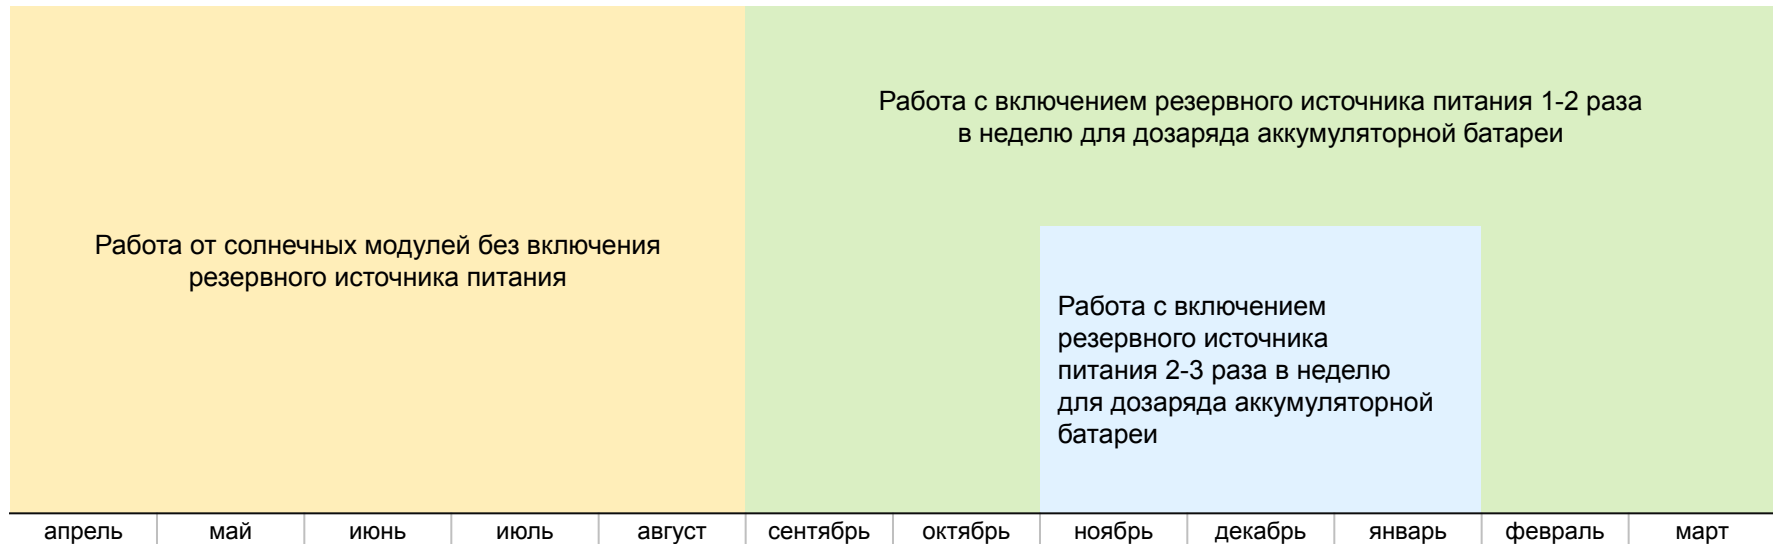 Работа с включением резервного источника питания 1-2 раза
в неделю для дозаряда аккумуляторной батареи
Работа от солнечных модулей без включения
резервного источника питания
Работа с включением
резервного источника
питания 2-3 раза в неделю
для дозаряда аккумуляторной
батареи
апрель май июнь июль август сентябрь октябрь ноябрь декабрь январь февраль март